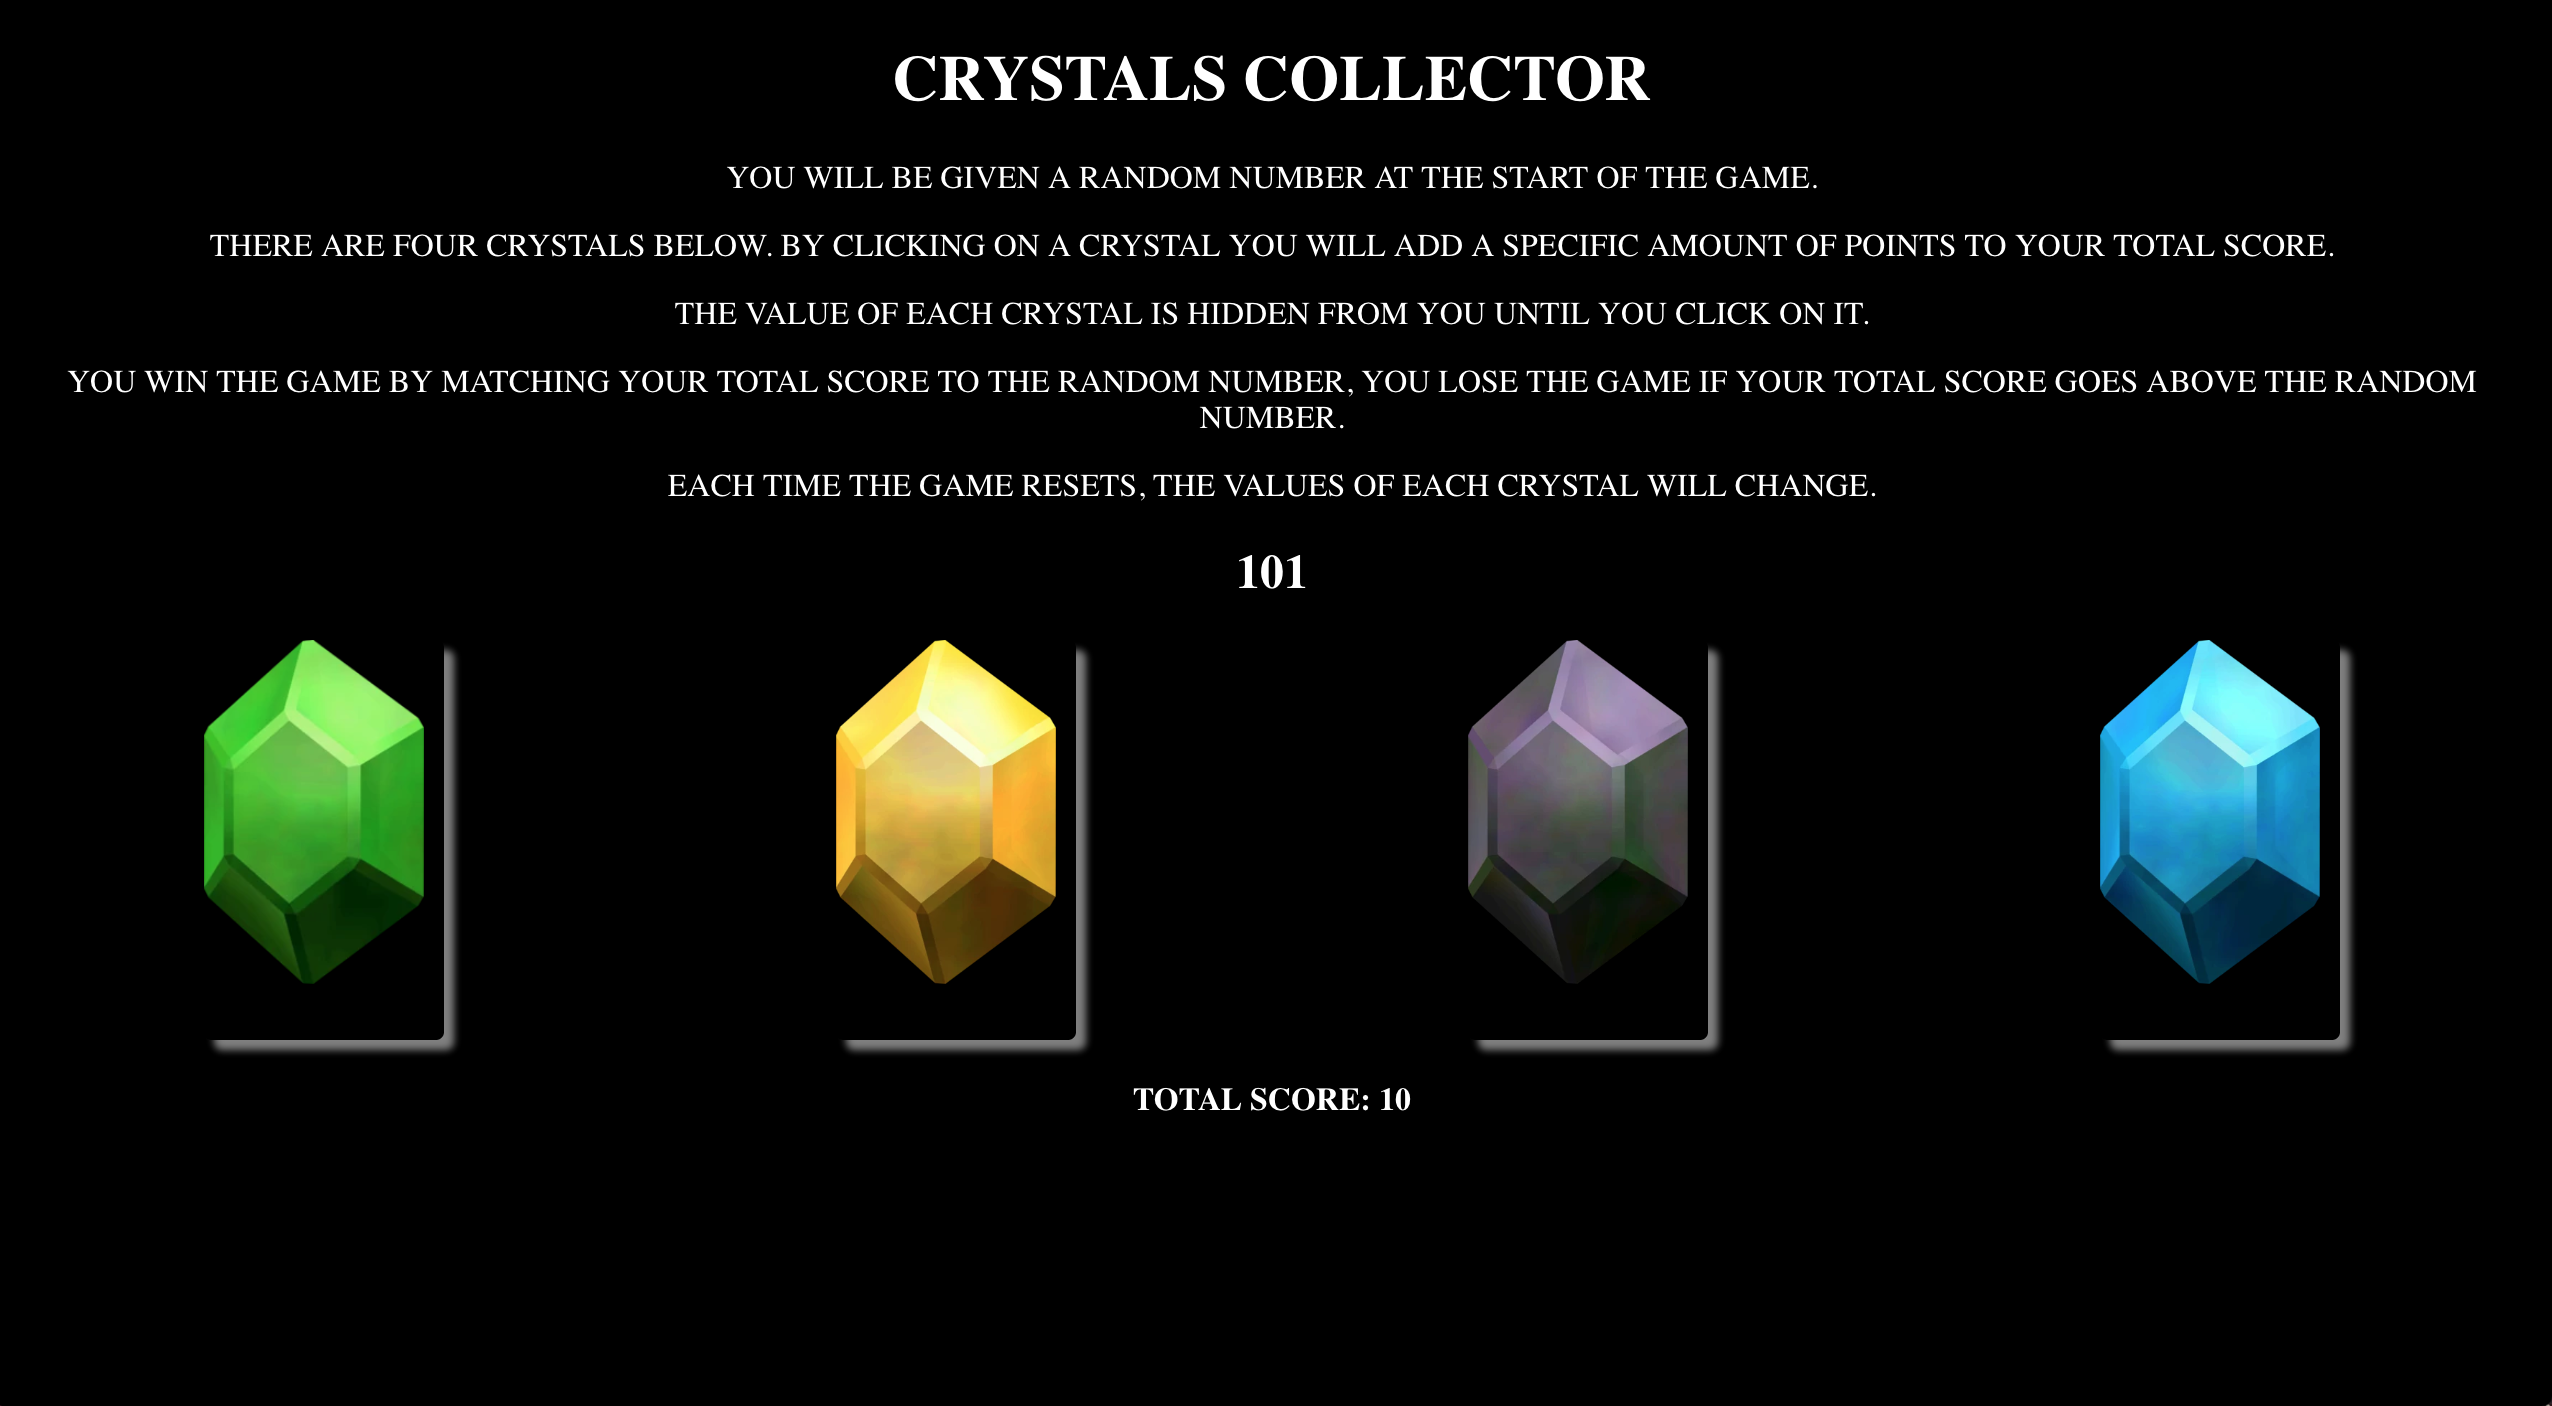 CRYSTALS COLLECTOR
YOU WILL BE GIVEN A RANDOM NUMBER AT THE START OF THE GAME.
THERE ARE FOUR CRYSTALS BELOW. BY CLICKING ON A CRYSTAL YOU WILL ADD A SPECIFIC AMOUNT OF POINTS TO YOUR TOTAL SCORE.
THE VALUE OF EACH CRYSTAL IS HIDDEN FROM YOU UNTIL YOU CLICK ON IT.
YOU WIN THE GAME BY MATCHING YOUR TOTAL SCORE TO THE RANDOM NUMBER, YOU LOSE THE GAME IF YOUR TOTAL SCORE GOES ABOVE THE RANDOM
NUMBER.
EACH TIME THE GAME RESETS, THE VALUES OF EACH CRYSTAL WILL CHANGE.
101
TOTAL SCORE: 10